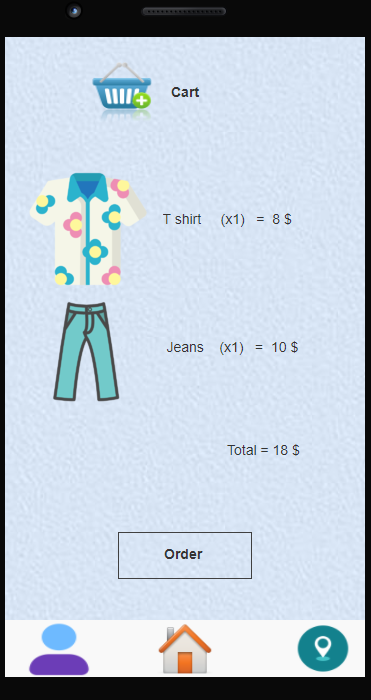 Cart
T shirt (x1) = 8 $
Jeans (x1) = 10 $
Total = 18 $
Order